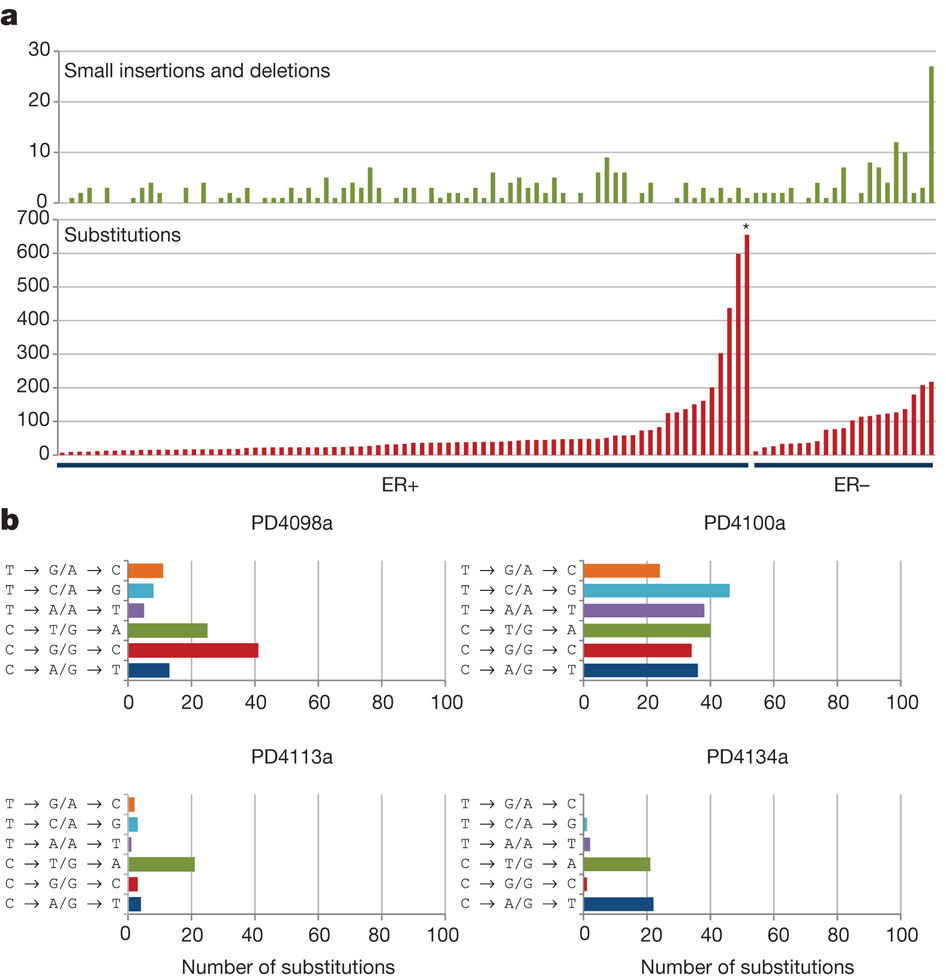 a
30
Small insertions and deletions
20
10
0
700
Substitutions
*
600
500
400
300
200
100
0
ER+ ER–
b
PD4098a PD4100a
T → G/A → C T → G/A → C
T → C/A → G T → C/A → G
T → A/A → T T → A/A → T
C → T/G → A C → T/G → A
C → G/G → C C → G/G → C
C → A/G → T C → A/G → T
0 20 40 60 80 100 0 20 40 60 80 100
PD4113a PD4134a
T → G/A → C T → G/A → C
T → C/A → G T → C/A → G
T → A/A → T T → A/A → T
C → T/G → A C → T/G → A
C → G/G → C C → G/G → C
C → A/G → T C → A/G → T
0 20 40 60 80 100 0 20 40 60 80 100
Number of substitutions Number of substitutions